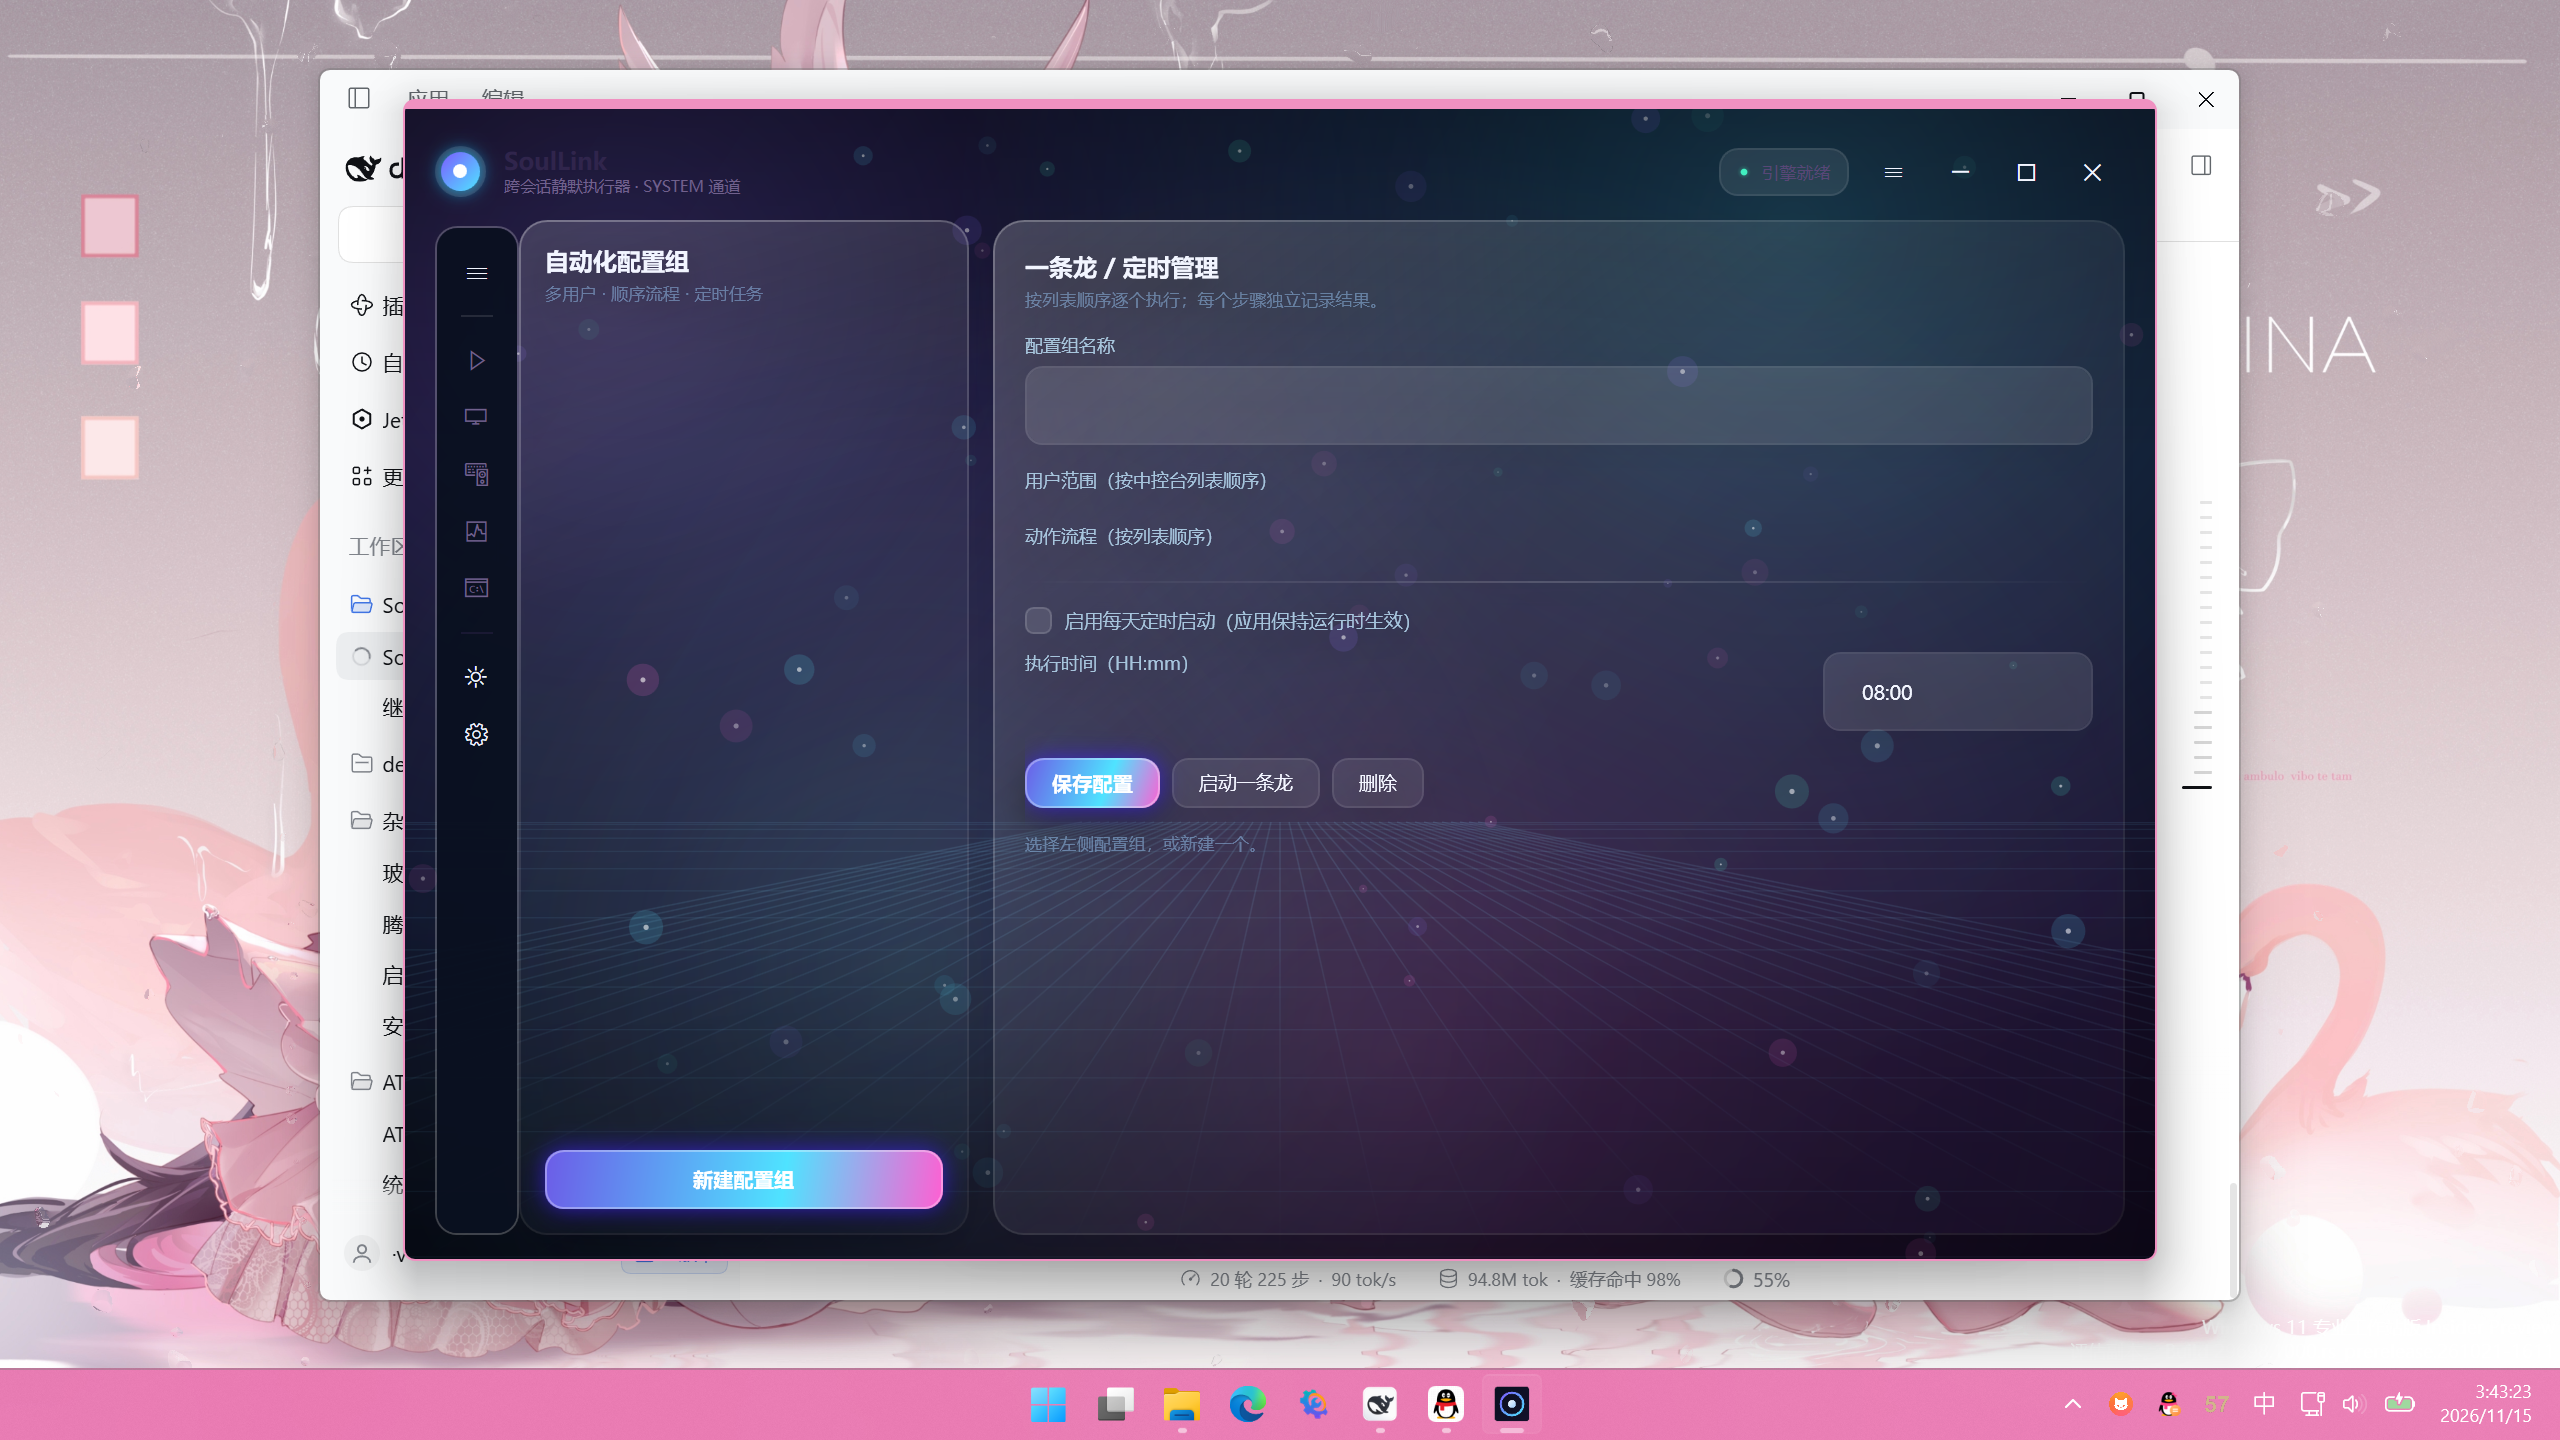 应用 编辑
SoulLink
跨会话静默执行器 · SYSTEM 通道
引擎就绪
自动化配置组
多用户 · 顺序流程 · 定时任务
新建配置组
一条龙 / 定时管理
按列表顺序逐个执行；每个步骤独立记录结果。
配置组名称
用户范围（按中控台列表顺序）
动作流程（按列表顺序）
启用每天定时启动（应用保持运行时生效）
执行时间（HH:mm）
08:00
保存配置
启动一条龙
删除
选择左侧配置组，或新建一个。
插
自
更
工作区
So
So
继
de
杂
玻
腾
启
安
AT
AT
统
20 轮 225 步 · 90 tok/s
94.8M tok · 缓存命中 98%
55%
INA
ambulo vibo te tam
57
中
3:43:23
2026/11/15